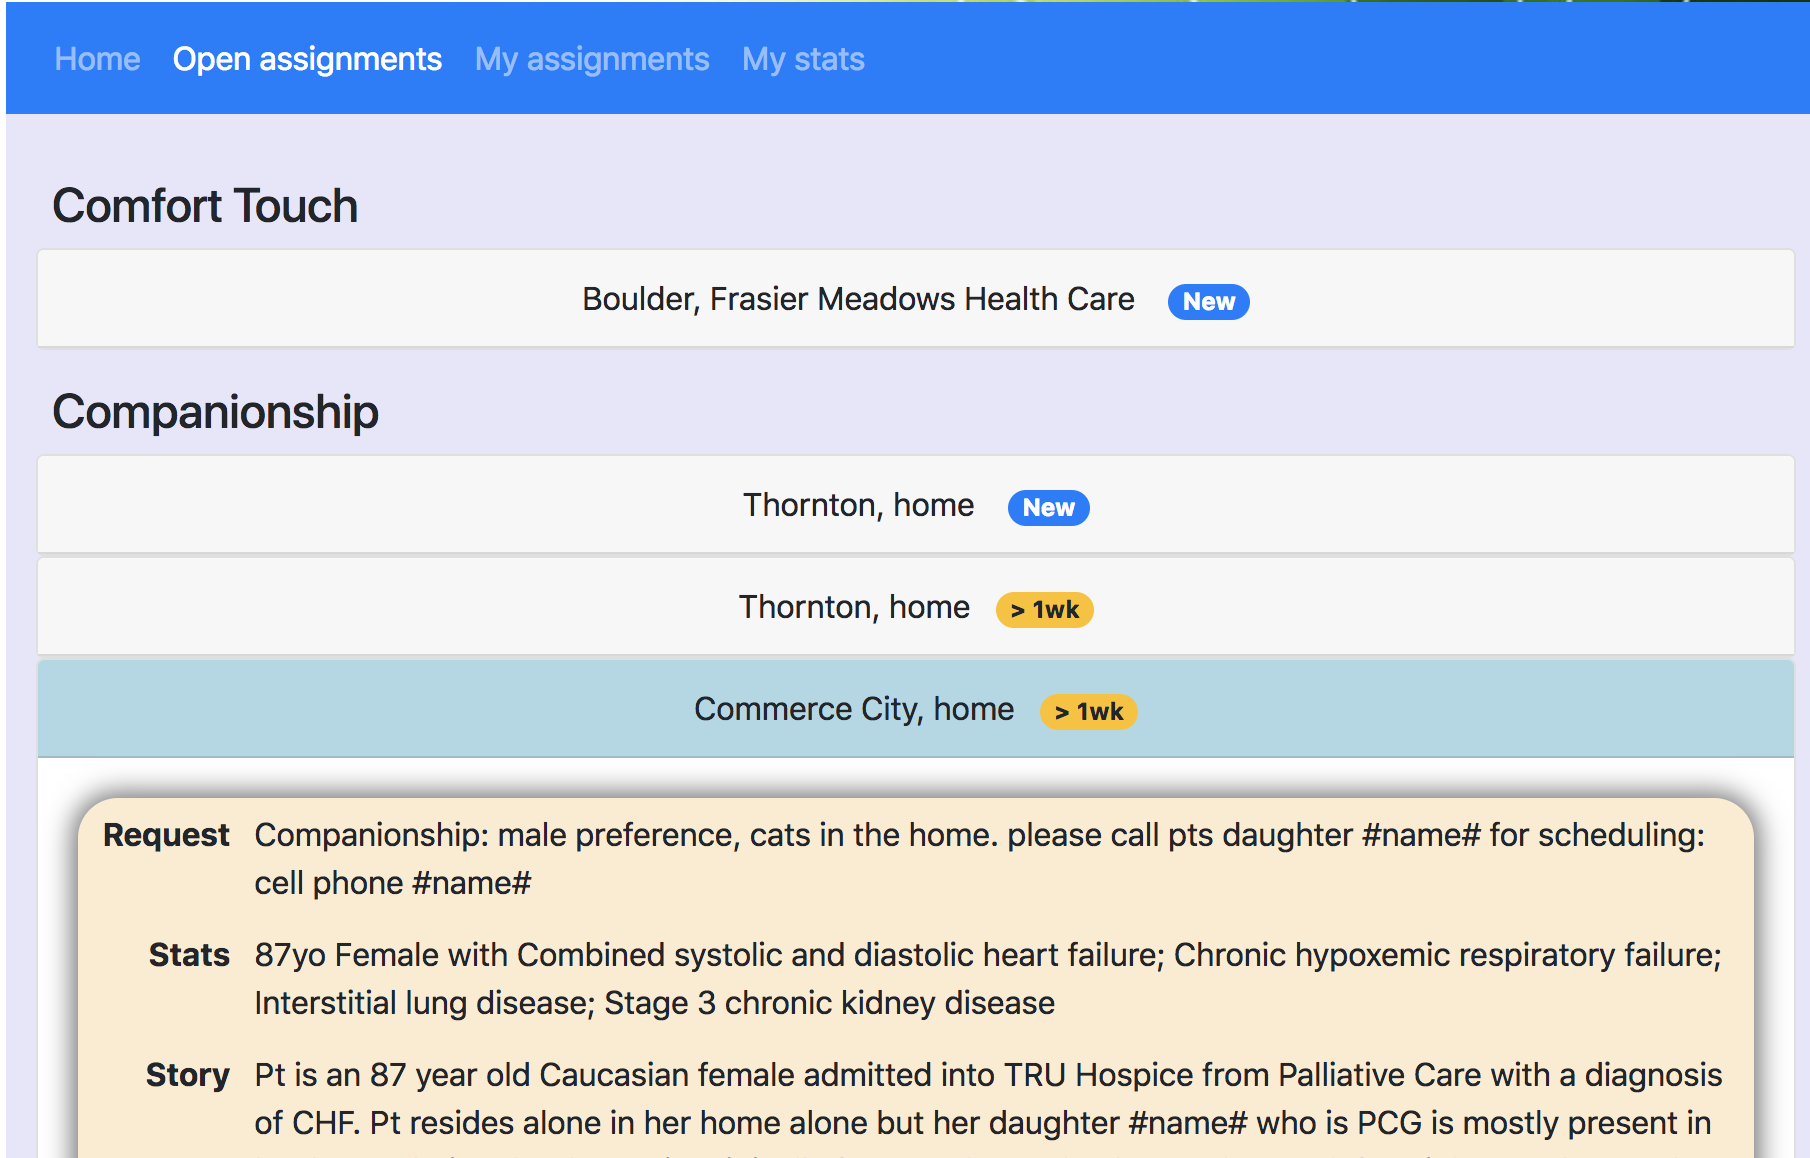 Home Open assignments My assignments My stats
Comfort Touch
Boulder, Frasier Meadows Health Care New
Companionship
Thornton, home New
Thornton, home > 1wk
Commerce City, home > 1wk
Request Companionship: male preference, cats in the home. please call pts daughter #name# for scheduling:
cell phone #name#
Stats 87yo Female with Combined systolic and diastolic heart failure; Chronic hypoxemic respiratory failure;
Interstitial lung disease; Stage 3 chronic kidney disease
Story Pt is an 87 year old Caucasian female admitted into TRU Hospice from Palliative Care with a diagnosis
of CHF. Pt resides alone in her home alone but her daughter #name# who is PCG is mostly present in